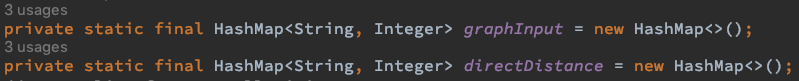 3 usages
private static final HashMap<String, Integer> graphInput = new HashMap<>();
3 usages
private static final HashMap<String, Integer> directDistance = new HashMap<>();